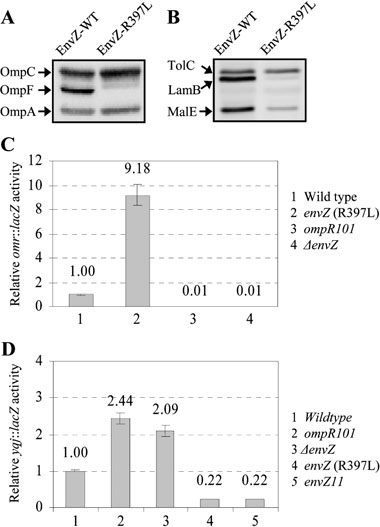 A
EnvZ-WT
EnvZ-R397L
OmpC
OmpF
OmpA
B
EnvZ-WT
EnvZ-R397L
TolC
LamB
MalE
C
Relative omr::lacZ activity
12
10
8
6
4
2
0
1.00
9.18
0.01
0.01
1 2 3 4
1 Wild type
2 envZ (R397L)
3 ompR101
4 ΔenvZ
D
Relative yqj::lacZ activity
4
3
2
1
0
1.00
2.44
2.09
0.22
0.22
1 2 3 4 5
1 Wildtype
2 ompR101
3 ΔenvZ
4 envZ (R397L)
5 envZ11